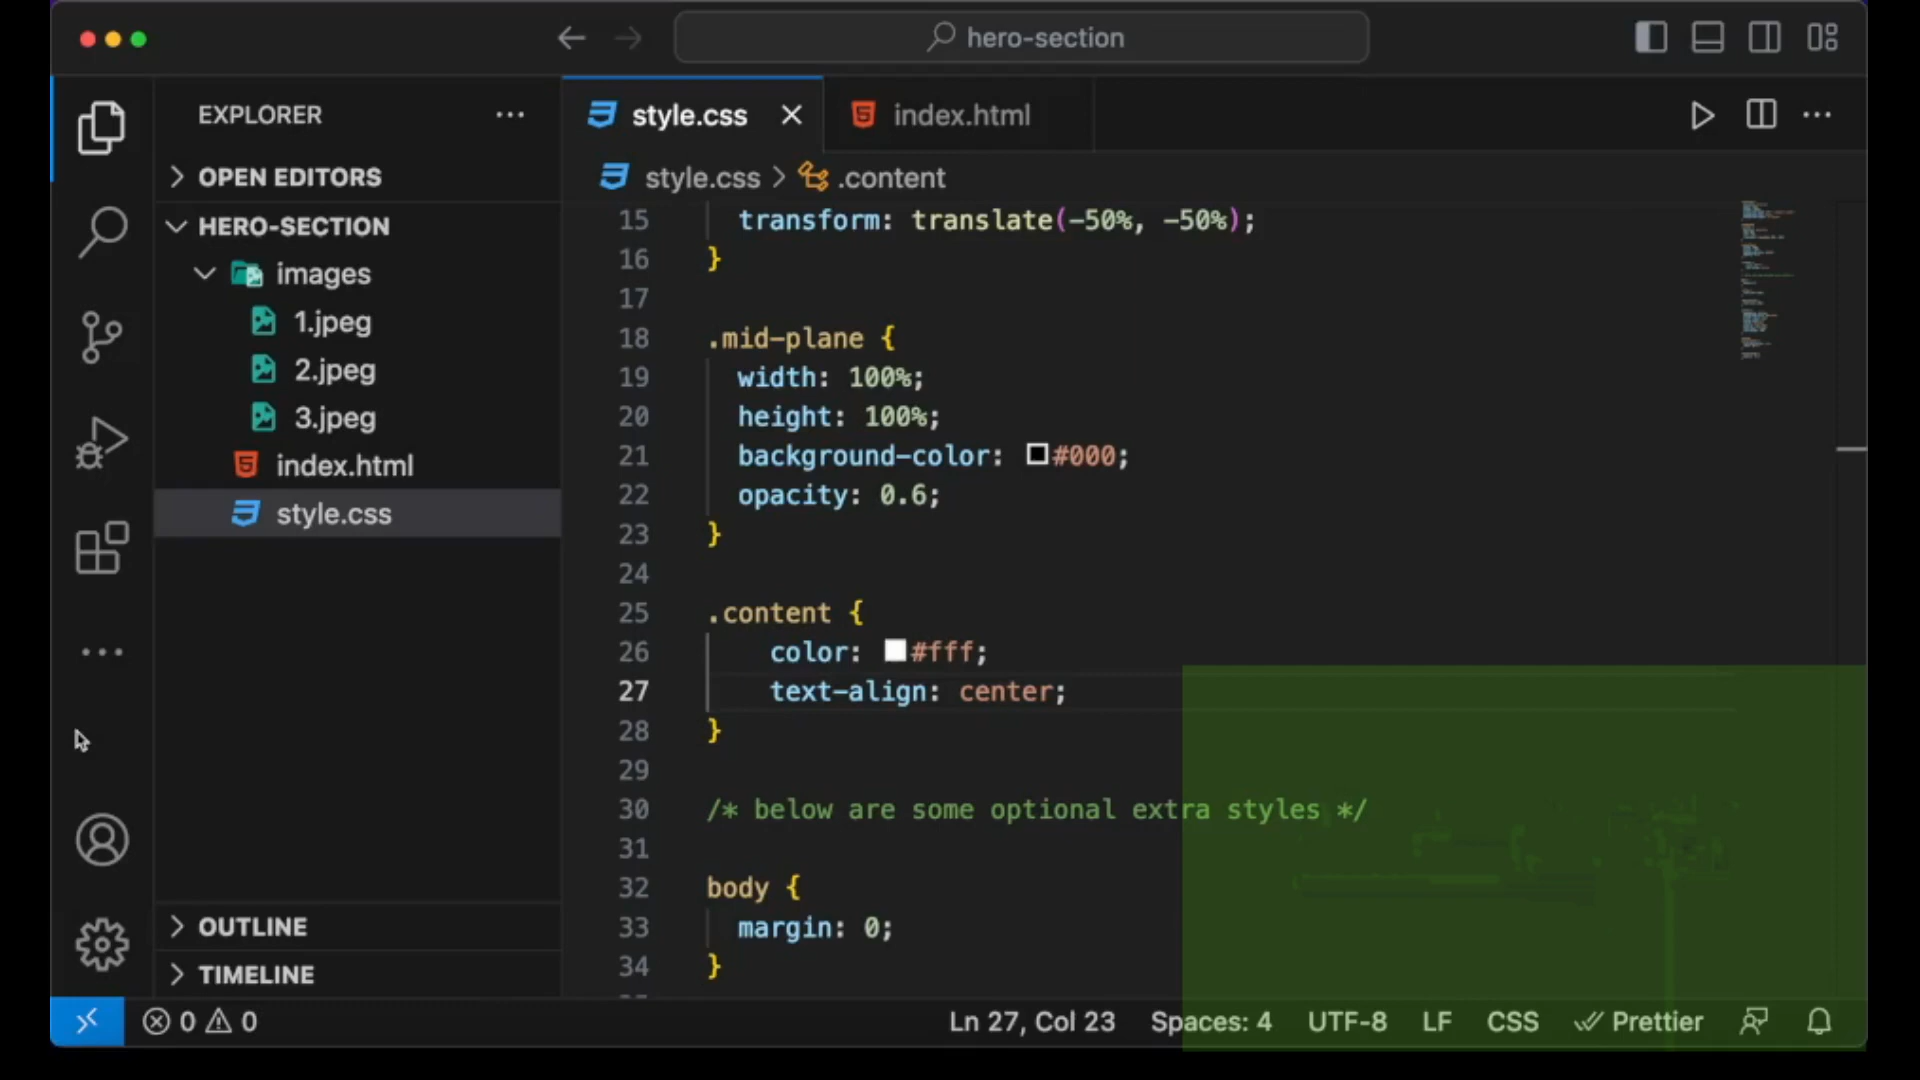 hero-section
EXPLORER
OPEN EDITORS
HERO-SECTION
images
1.jpeg
2.jpeg
3.jpeg
index.html
style.css
OUTLINE
TIMELINE
style.css
index.html
style.css > .content
15 transform: translate(-50%, -50%);
16 }
17
18 .mid-plane {
19 width: 100%;
20 height: 100%;
21 background-color: #000;
22 opacity: 0.6;
23 }
24
25 .content {
26 color: #fff;
27 text-align: center;
28 }
29
30 /* below are some optional extra styles */
31
32 body {
33 margin: 0;
34 }
0 0 Ln 27, Col 23 Spaces: 4 UTF-8 LF CSS Prettier